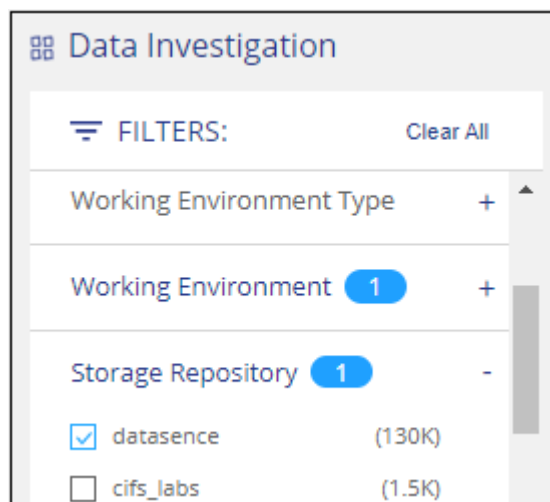 Data Investigation
FILTERS: Clear All
Working Environment Type +
Working Environment 1 +
Storage Repository 1 -
datasence (130K)
cifs_labs (1.5K)